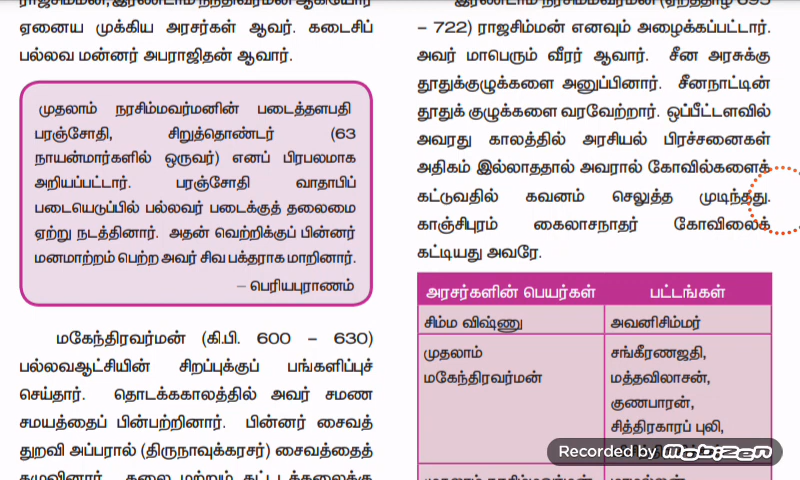 ஏனைய முக்கிய அரசர்கள் ஆவர். கடைசிப்
பல்லவ மன்னர் அபராஜிதன் ஆவார்.
முதலாம் நரசிம்மவர்மனின் படைத்தளபதி
பரஞ்சோதி, சிறுத்தொண்டர் (63
நாயன்மார்களில் ஒருவர்) எனப் பிரபலமாக
அறியப்பட்டார். பரஞ்சோதி வாதாபிப்
படையெடுப்பில் பல்லவர் படைக்குத் தலைமை
ஏற்று நடத்தினார். அதன் வெற்றிக்குப் பின்னர்
மனமாற்றம் பெற்ற அவர் சிவ பக்தராக மாறினார்.
– பெரியபுராணம்
மகேந்திரவர்மன் (கி.பி. 600 – 630)
பல்லவஆட்சியின் சிறப்புக்குப் பங்களிப்புச்
செய்தார். தொடக்ககாலத்தில் அவர் சமண
சமயத்தைப் பின்பற்றினார். பின்னர் சைவத்
துறவி அப்பரால் (திருநாவுக்கரசர்) சைவத்தைத்
தழுவினார். கலை மற்றும் கட்டடக்கலைக்கு
– 722) ராஜசிம்மன் எனவும் அழைக்கப்பட்டார்.
அவர் மாபெரும் வீரர் ஆவார். சீன அரசுக்கு
தூதுக்குழுக்களை அனுப்பினார். சீனநாட்டின்
தூதுக் குழுக்களை வரவேற்றார். ஒப்பீட்டளவில்
அவரது காலத்தில் அரசியல் பிரச்சனைகள்
அதிகம் இல்லாததால் அவரால் கோவில்களைக்
கட்டுவதில் கவனம் செலுத்த முடிந்தது.
காஞ்சிபுரம் கைலாசநாதர் கோவிலைக்
கட்டியது அவரே.
அரசர்களின் பெயர்கள் பட்டங்கள்
சிம்ம விஷ்ணு அவனிசிம்மர்
முதலாம் சங்கீரணஜதி,
மகேந்திரவர்மன் மத்தவிலாசன்,
குணபாரன்,
சித்திரகாரப் புலி,
Recorded by mobizen